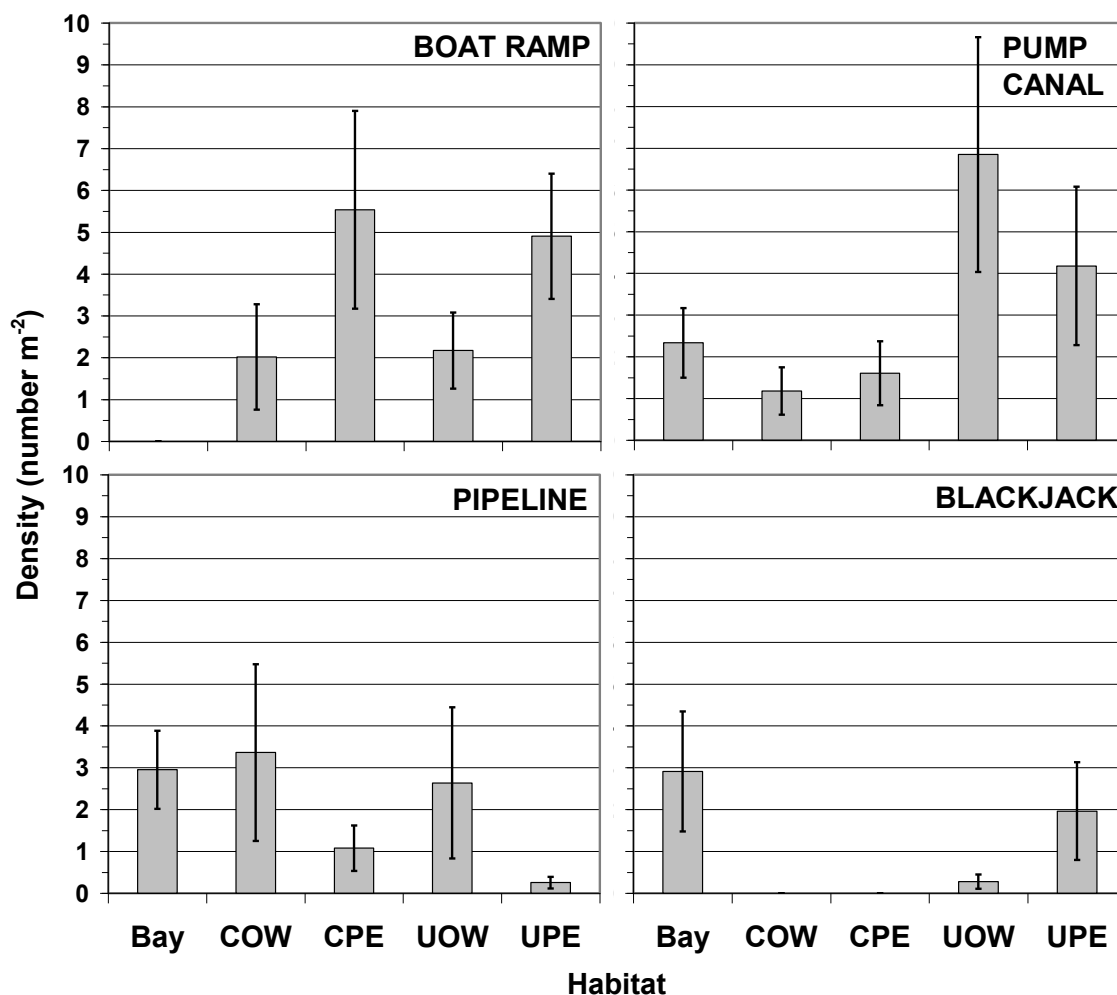 BOAT RAMP
PUMP
CANAL
10
9
8
7
6
5
4
3
2
1
0
PIPELINE
BLACKJACK
10
9
8
7
6
5
4
3
2
1
0
Density (number m-2)
Bay COW CPE UOW UPE
Bay COW CPE UOW UPE
Habitat